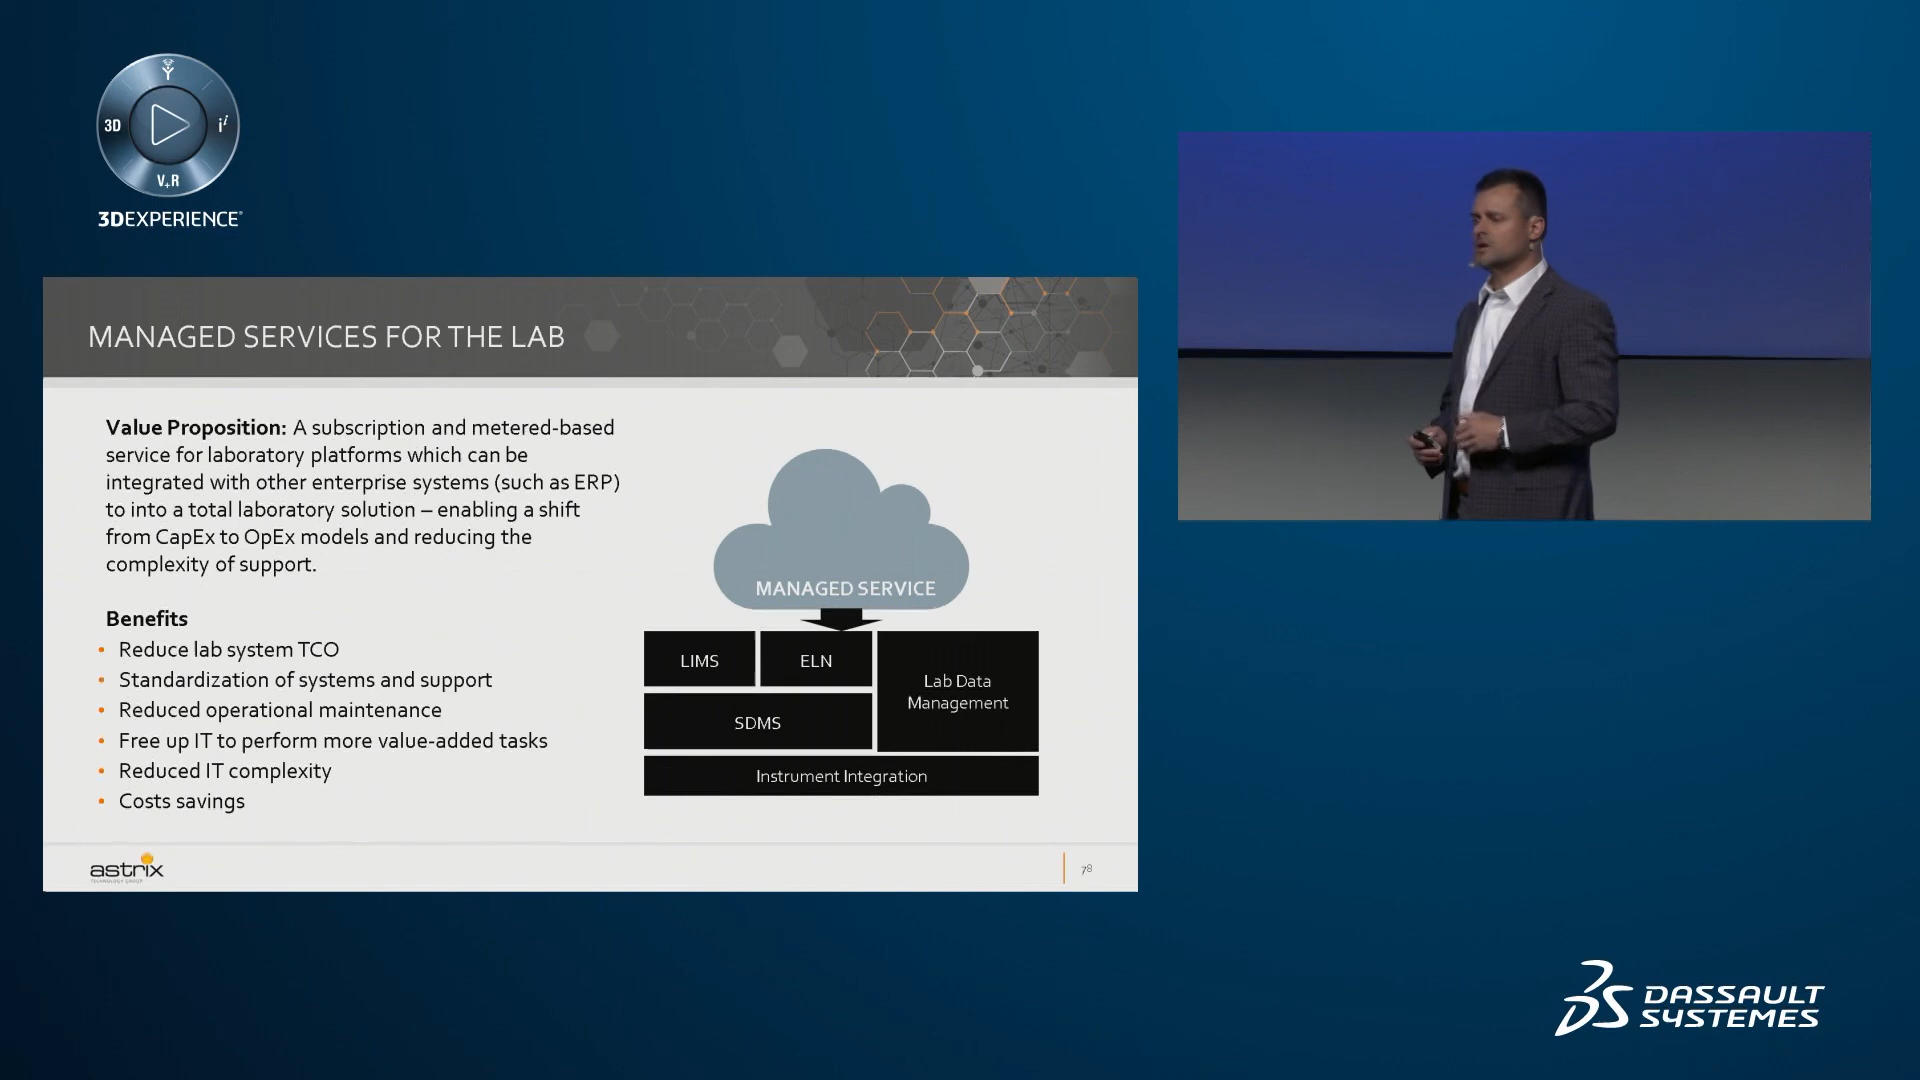 3D
i i
V+R
3DEXPERIENCE®
MANAGED SERVICES FOR THE LAB
Value Proposition: A subscription and metered-based
service for laboratory platforms which can be
integrated with other enterprise systems (such as ERP)
to into a total laboratory solution – enabling a shift
from CapEx to OpEx models and reducing the
complexity of support.
Benefits
• Reduce lab system TCO
• Standardization of systems and support
• Reduced operational maintenance
• Free up IT to perform more value-added tasks
• Reduced IT complexity
• Costs savings
MANAGED SERVICE
LIMS
ELN
Lab Data
Management
SDMS
Instrument Integration
astrix
TECHNOLOGY GROUP
78
DASSAULT
SYSTEMES